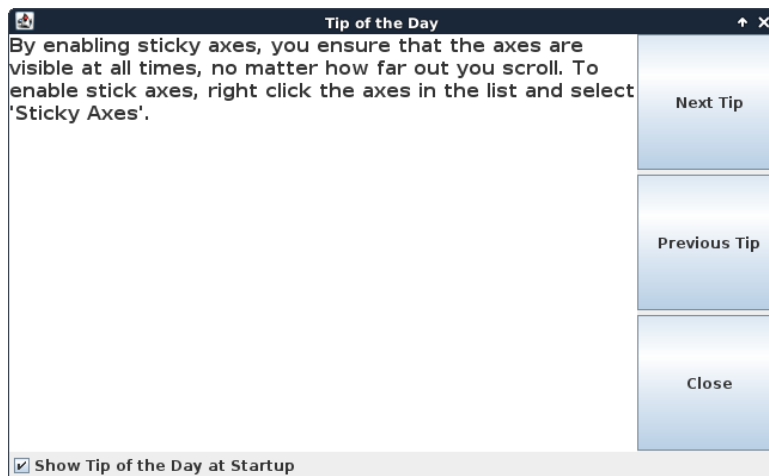 Tip of the Day
By enabling sticky axes, you ensure that the axes are
visible at all times, no matter how far out you scroll. To
enable stick axes, right click the axes in the list and select
'Sticky Axes'.
Next Tip
Previous Tip
Close
Show Tip of the Day at Startup